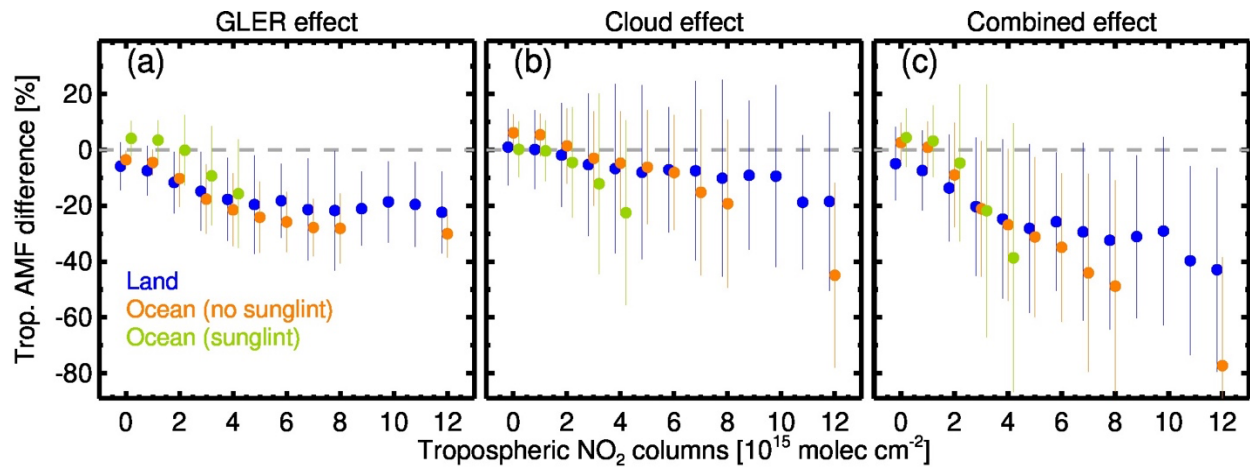 GLER effect Cloud effect Combined effect
(a) (b) (c)
Trop. AMF difference [%]
20
0
-20
-40
-60
-80
Land
Ocean (no sunglint)
Ocean (sunglint)
0 2 4 6 8 10 12 0 2 4 6 8 10 12 0 2 4 6 8 10 12
Tropospheric NO₂ columns [10¹⁵ molec cm⁻²]